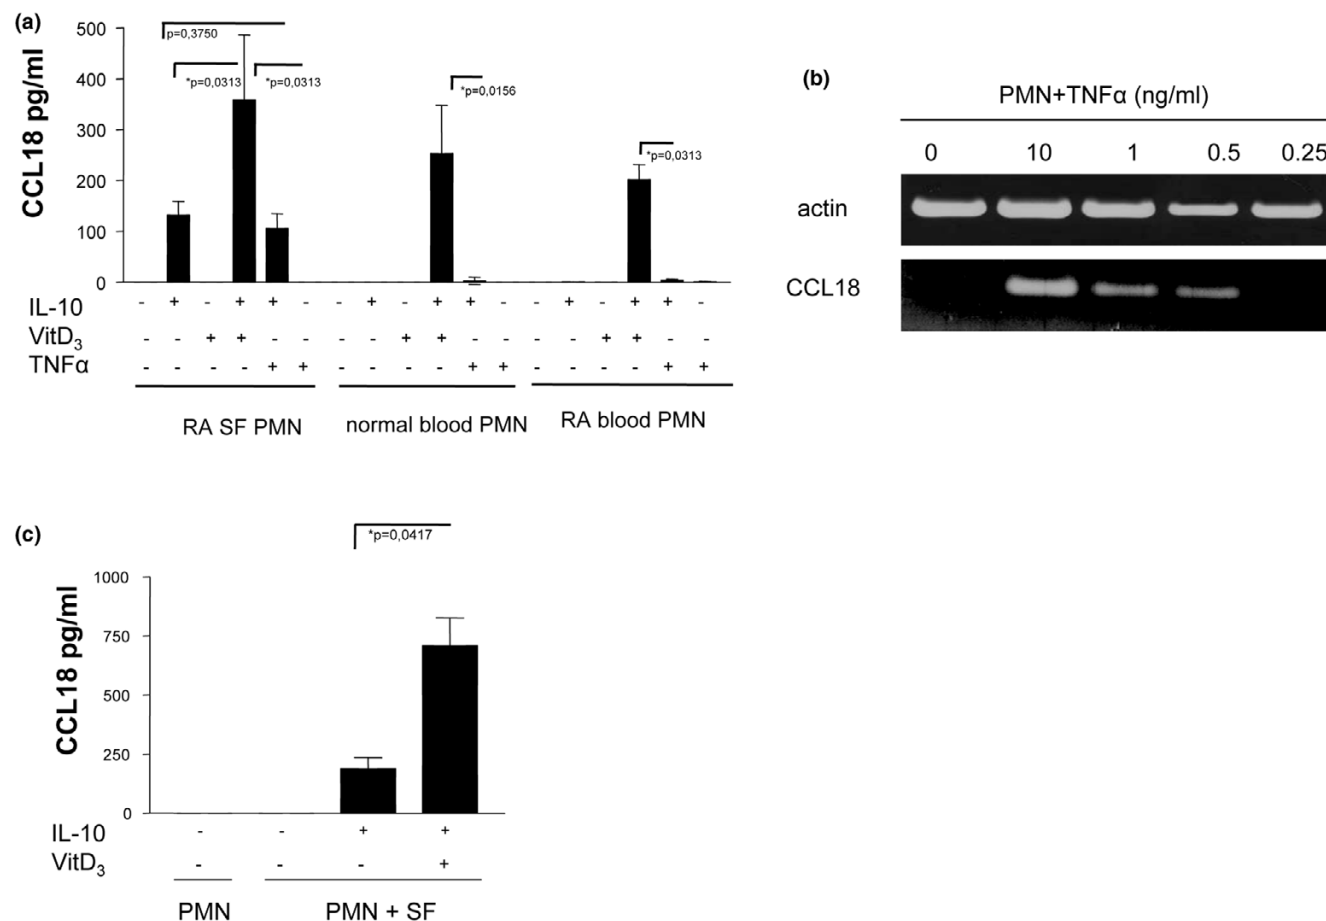 (a)
500
400
300
200
100
0
CCL18 pg/ml
p=0,3750
*p=0,0313
*p=0,0313
*p=0,0156
*p=0,0313
IL-10 - + - + + - - + - + + - - + - + + -
VitD3 - - + + - - - - + + - - - - + + - -
TNFα - - - - + + - - - - + + - - - - + +
RA SF PMN normal blood PMN RA blood PMN
(b)
PMN+TNFα (ng/ml)
0 10 1 0.5 0.25
actin
CCL18
(c)
*p=0,0417
1000
750
500
250
0
CCL18 pg/ml
IL-10 - - + +
VitD3 - - - +
PMN PMN + SF